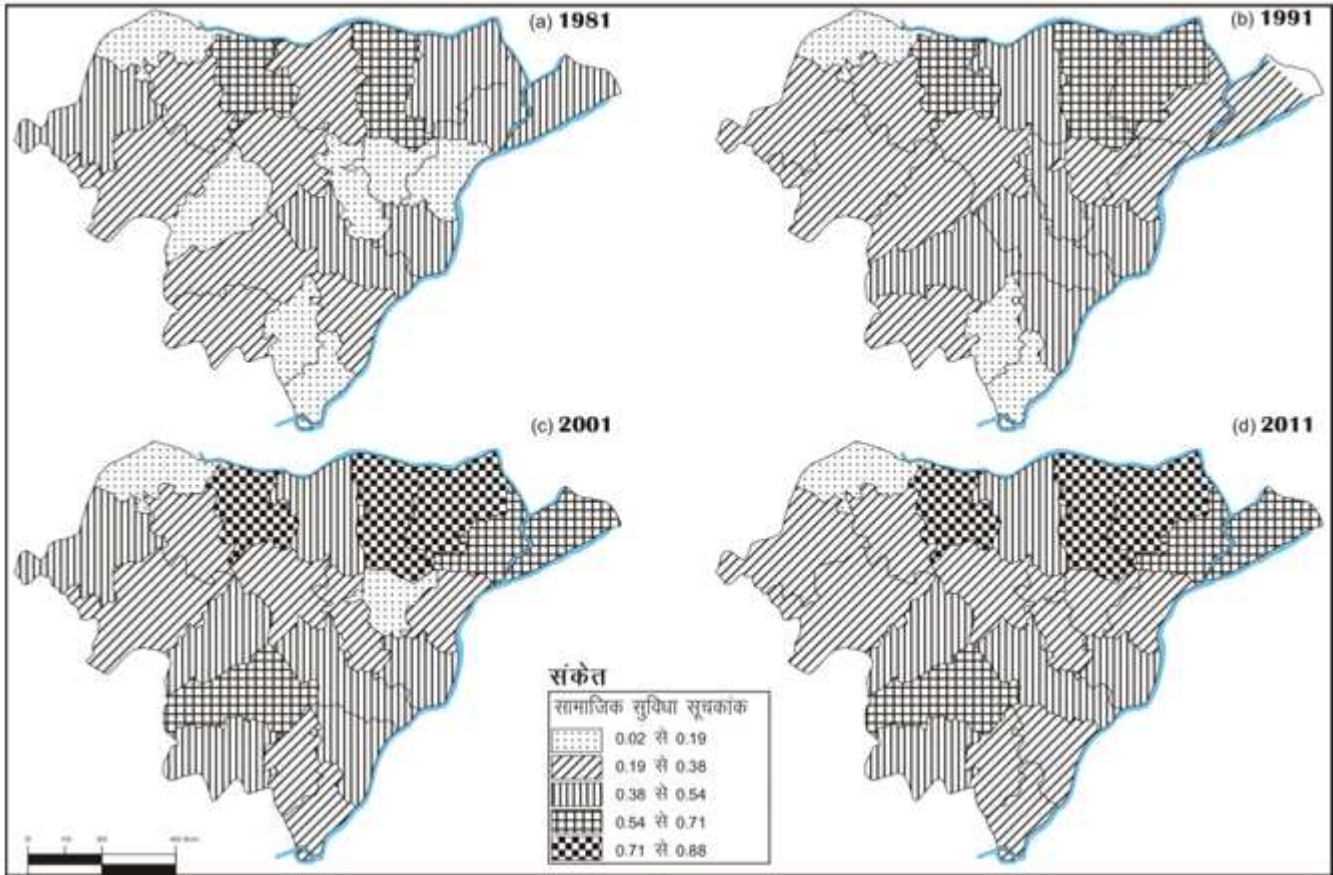 (a) 1981
(b) 1991
(c) 2001
(d) 2011
संकेत
सामाजिक सुविधा सूचकांक
0.02 से 0.19
0.19 से 0.38
0.38 से 0.54
0.54 से 0.71
0.71 से 0.88